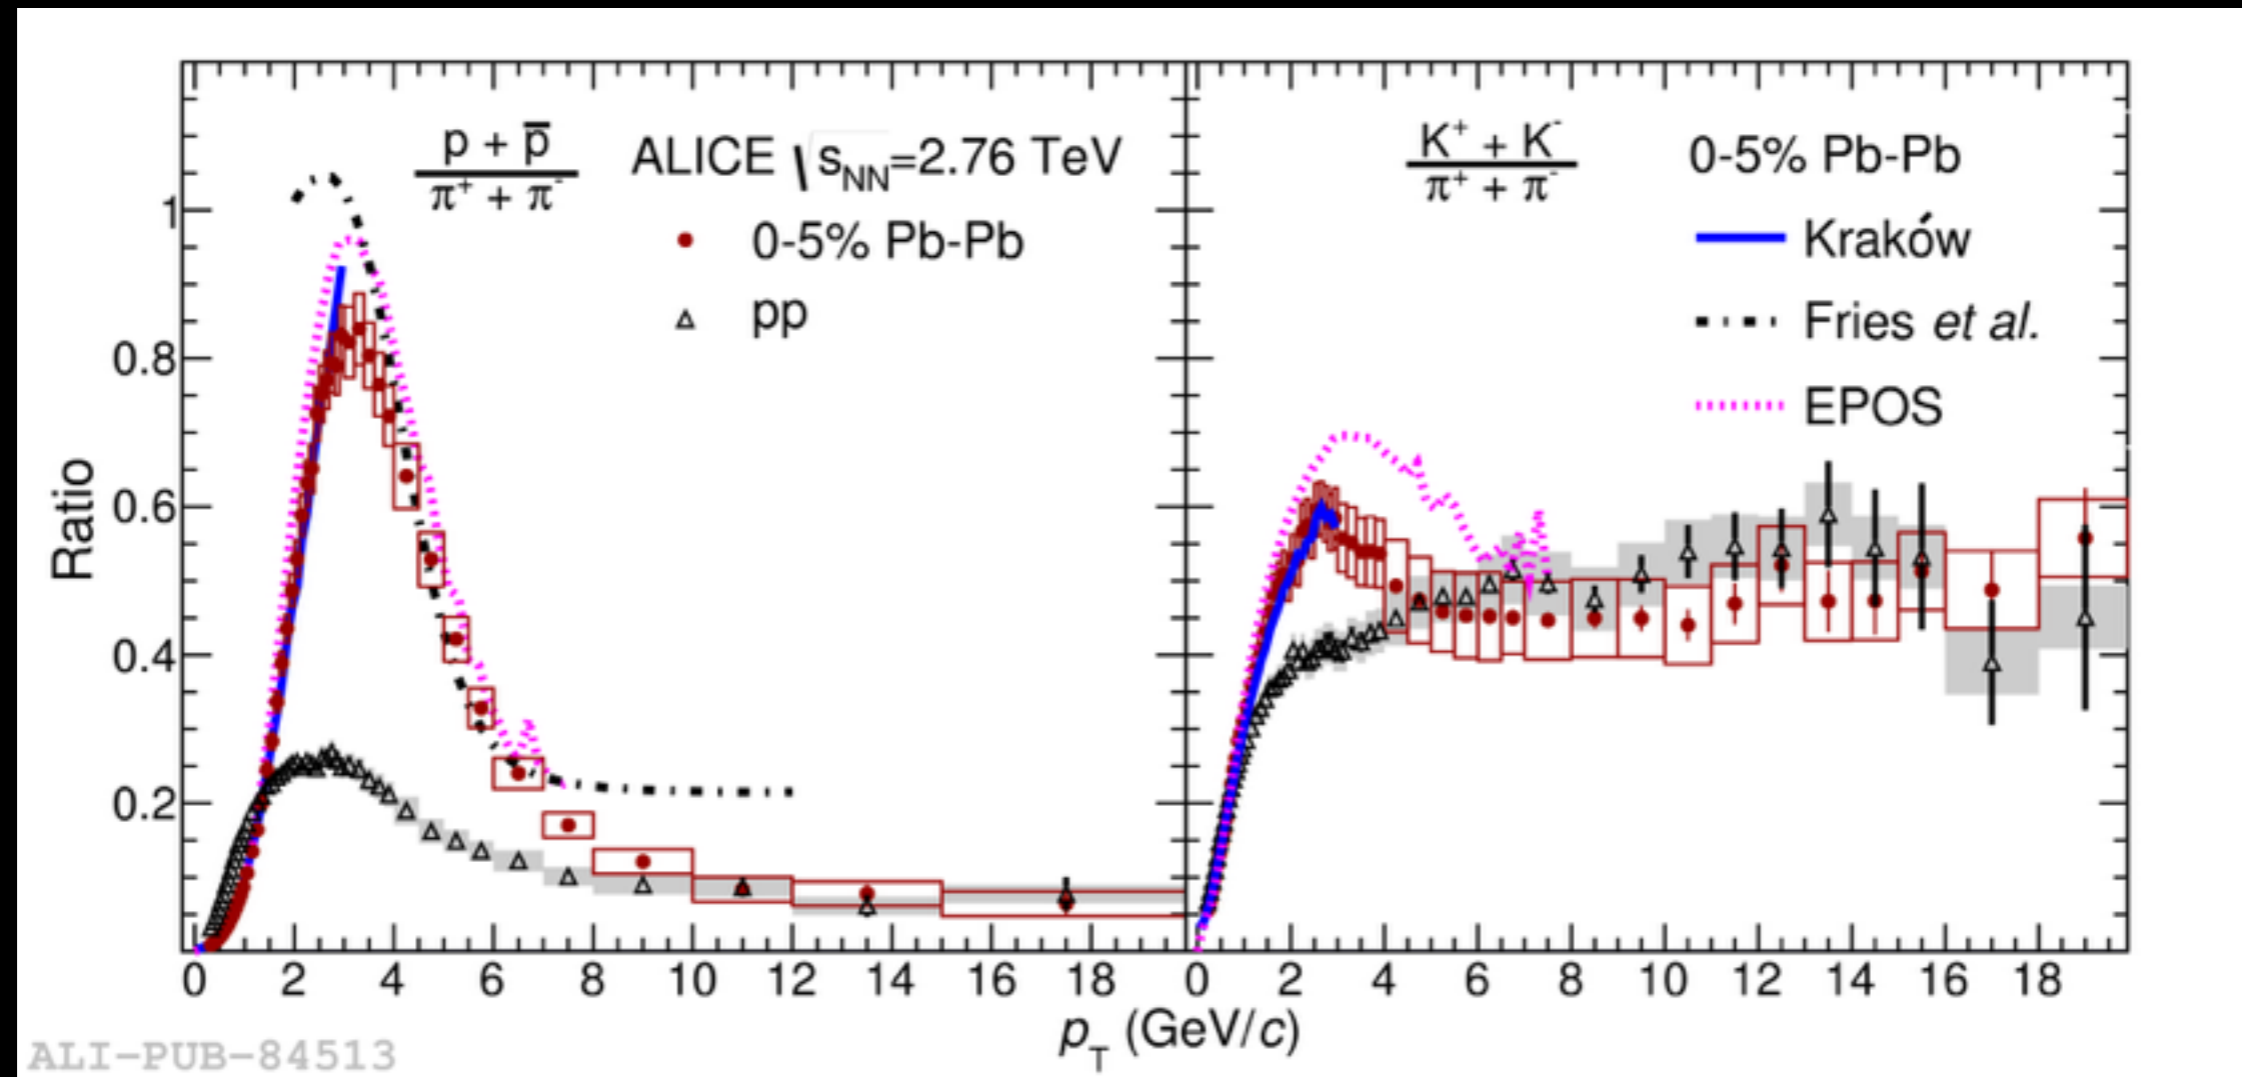 p + p̅
π⁺ + π⁻
ALICE √s_NN=2.76 TeV
0-5% Pb-Pb
pp
K⁺ + K⁻
π⁺ + π⁻
0-5% Pb-Pb
Kraków
Fries et al.
EPOS
Ratio
1
0.8
0.6
0.4
0.2
0 2 4 6 8 10 12 14 16 18 0 2 4 6 8 10 12 14 16 18
p_T (GeV/c)
ALI-PUB-84513